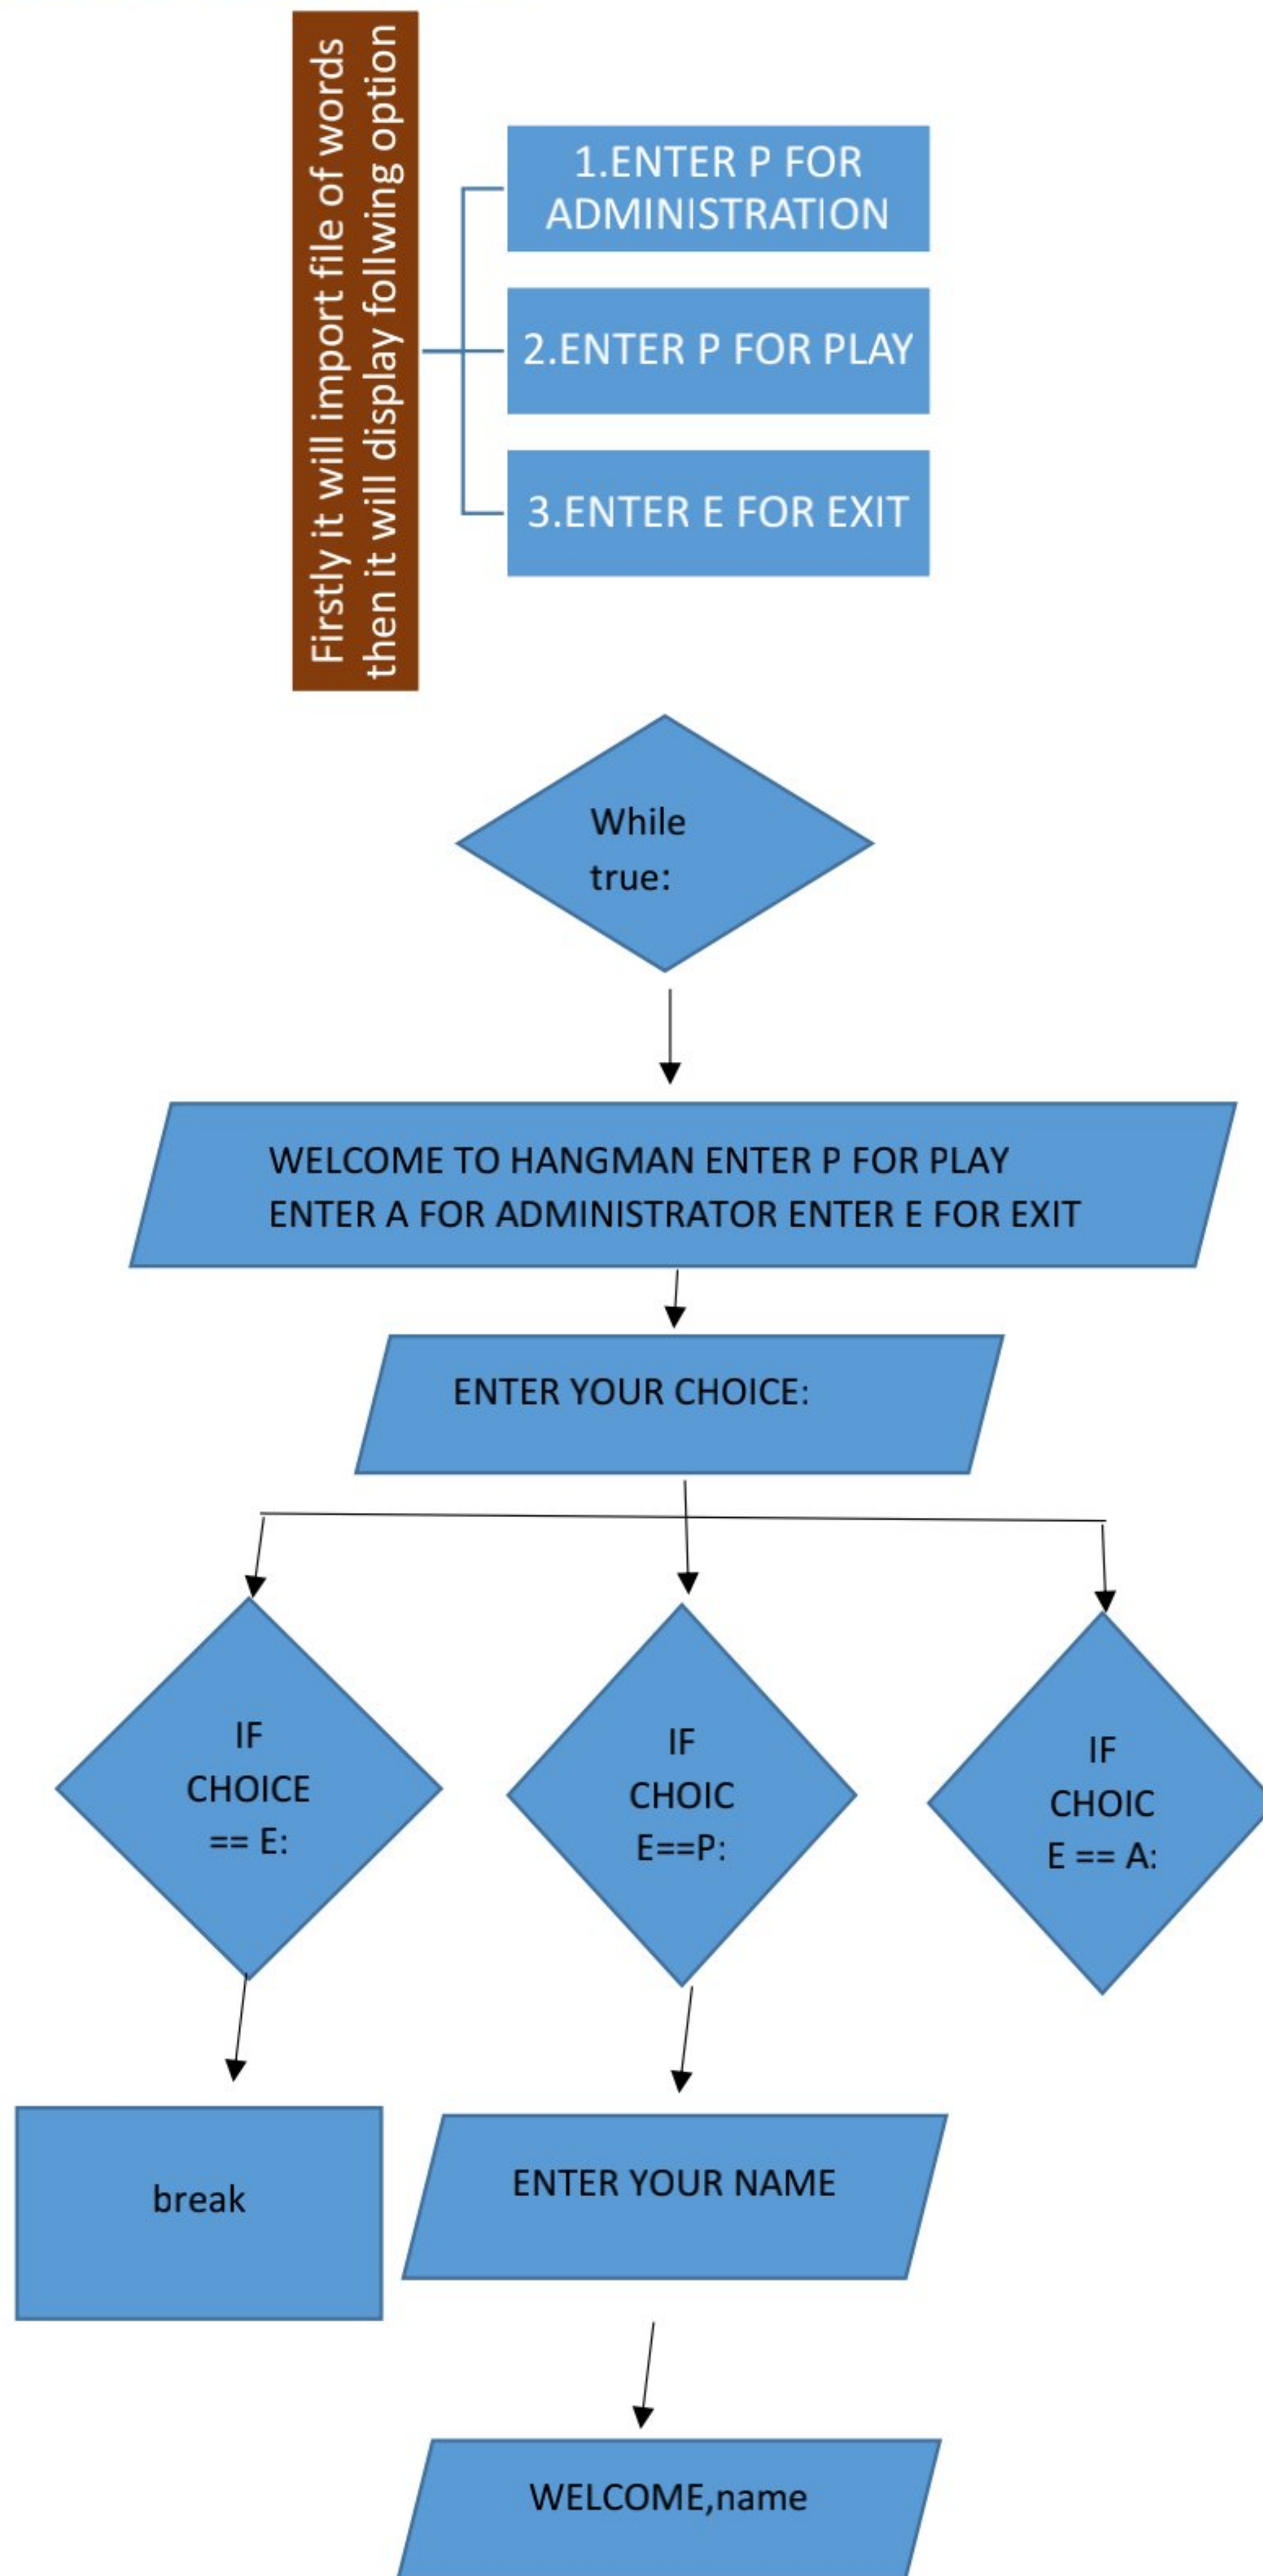 Firstly it will import file of words
then it will display follwing option
1.ENTER P FOR
ADMINISTRATION
2.ENTER P FOR PLAY
3.ENTER E FOR EXIT
While
true:
WELCOME TO HANGMAN ENTER P FOR PLAY
ENTER A FOR ADMINISTRATOR ENTER E FOR EXIT
ENTER YOUR CHOICE:
IF
CHOICE
== E:
IF
CHOIC
E==P:
IF
CHOIC
E == A:
break
ENTER YOUR NAME
WELCOME,name